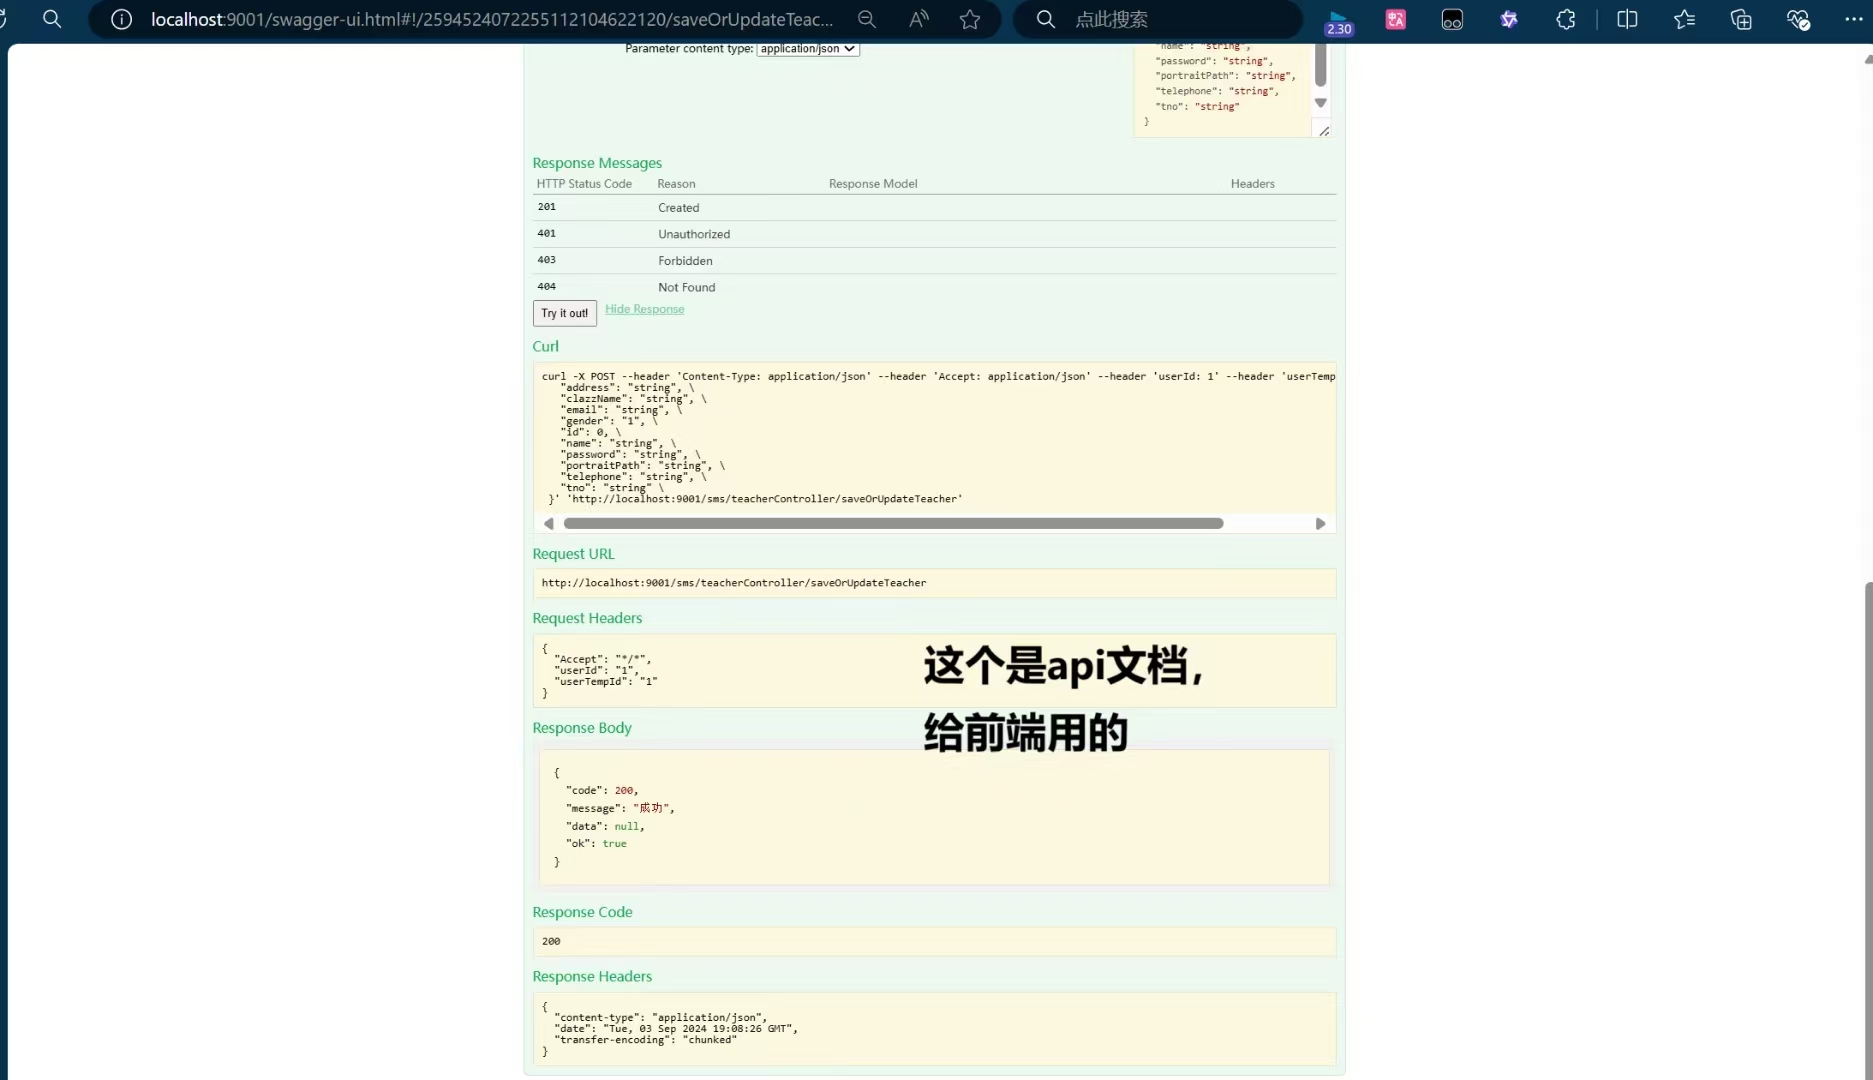 localhost:9001/swagger-ui.html#!/2594524072255112104622120/saveOrUpdateTeac...
点此搜索
2.30
Parameter content type: application/json
"name": "string",
"password": "string",
"portraitPath": "string",
"telephone": "string",
"tno": "string"
}
Response Messages
HTTP Status Code Reason Response Model Headers
201 Created
401 Unauthorized
403 Forbidden
404 Not Found
Try it out! Hide Response
Curl
curl -X POST --header 'Content-Type: application/json' --header 'Accept: application/json' --header 'userId: 1' --header 'userTemp
"address": "string", \
"clazzName": "string", \
"email": "string", \
"gender": "1", \
"id": 0, \
"name": "string", \
"password": "string", \
"portraitPath": "string", \
"telephone": "string", \
"tno": "string" \
}' 'http://localhost:9001/sms/teacherController/saveOrUpdateTeacher'
Request URL
http://localhost:9001/sms/teacherController/saveOrUpdateTeacher
Request Headers
{
"Accept": "*/*",
"userId": "1",
"userTempId": "1"
}
这个是api文档，
给前端用的
Response Body
{
"code": 200,
"message": "成功",
"data": null,
"ok": true
}
Response Code
200
Response Headers
{
"content-type": "application/json",
"date": "Tue, 03 Sep 2024 19:08:26 GMT",
"transfer-encoding": "chunked"
}